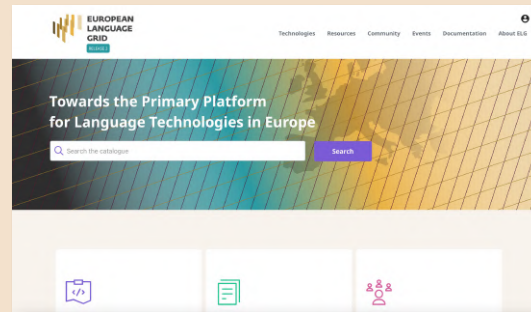 EUROPEAN
LANGUAGE
GRID
Technologies Resources Community Events Documentation About ELG
Towards the Primary Platform
for Language Technologies in Europe
Search the catalogue
Search